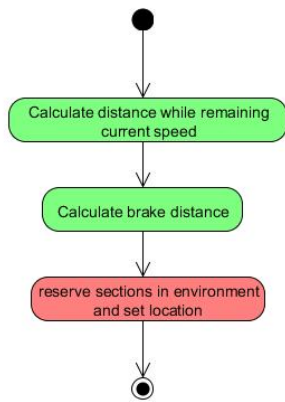 Calculate distance while remaining
current speed
Calculate brake distance
reserve sections in environment
and set location